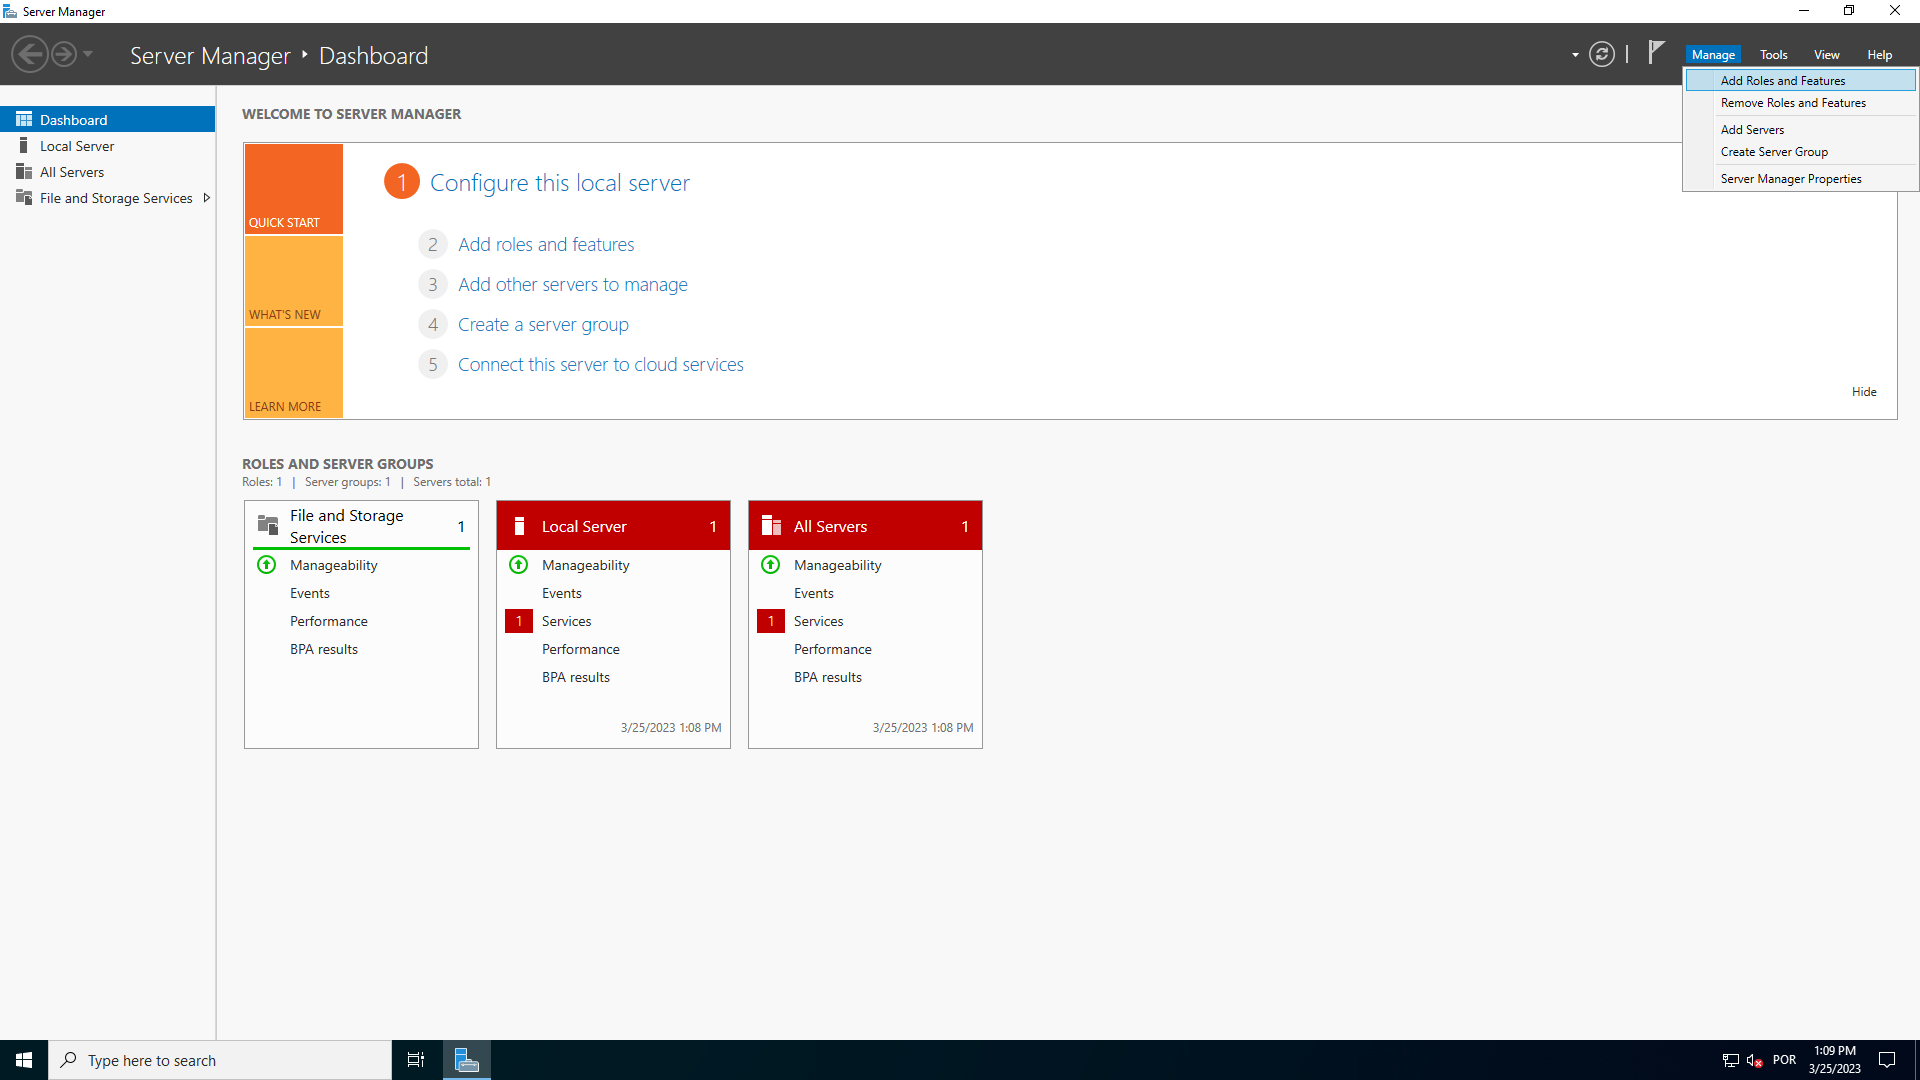 Server Manager
Server Manager
Dashboard
Manage
Tools
View
Help
Add Roles and Features
Remove Roles and Features
Add Servers
Create Server Group
Server Manager Properties
Dashboard
Local Server
All Servers
File and Storage Services
WELCOME TO SERVER MANAGER
QUICK START
WHAT'S NEW
LEARN MORE
1 Configure this local server
2 Add roles and features
3 Add other servers to manage
4 Create a server group
5 Connect this server to cloud services
Hide
ROLES AND SERVER GROUPS
Roles: 1 | Server groups: 1 | Servers total: 1
File and Storage
Services
1
Manageability
Events
Performance
BPA results
Local Server 1
Manageability
Events
1 Services
Performance
BPA results
3/25/2023 1:08 PM
All Servers 1
Manageability
Events
1 Services
Performance
BPA results
3/25/2023 1:08 PM
Type here to search
POR
1:09 PM
3/25/2023